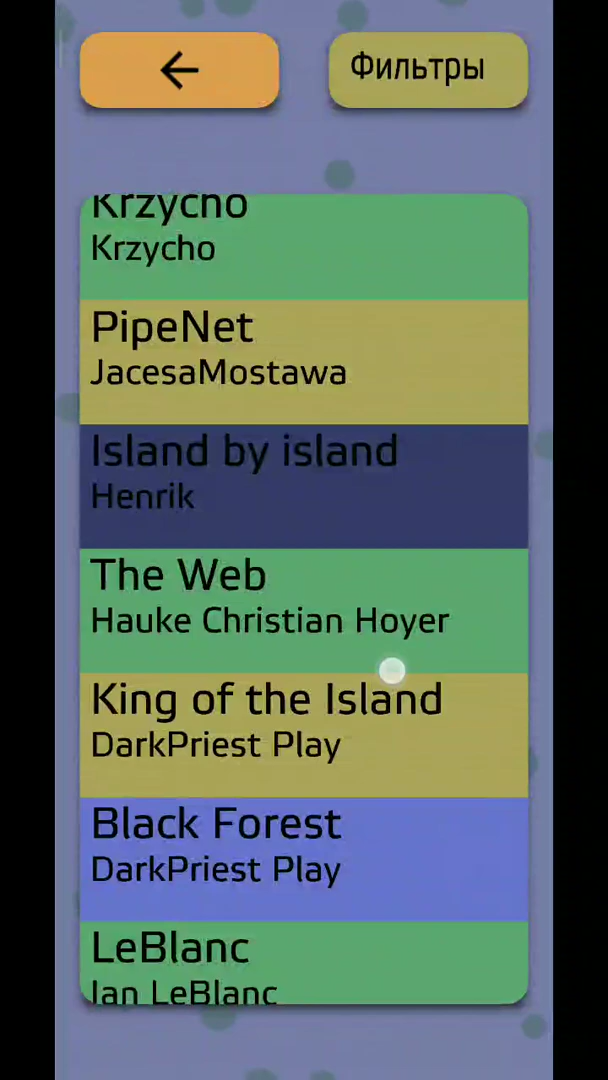 Фильтры
Krzycho
Krzycho
PipeNet
JacesaMostawa
Island by island
Henrik
The Web
Hauke Christian Hoyer
King of the Island
DarkPriest Play
Black Forest
DarkPriest Play
LeBlanc
Ian LeBlanc